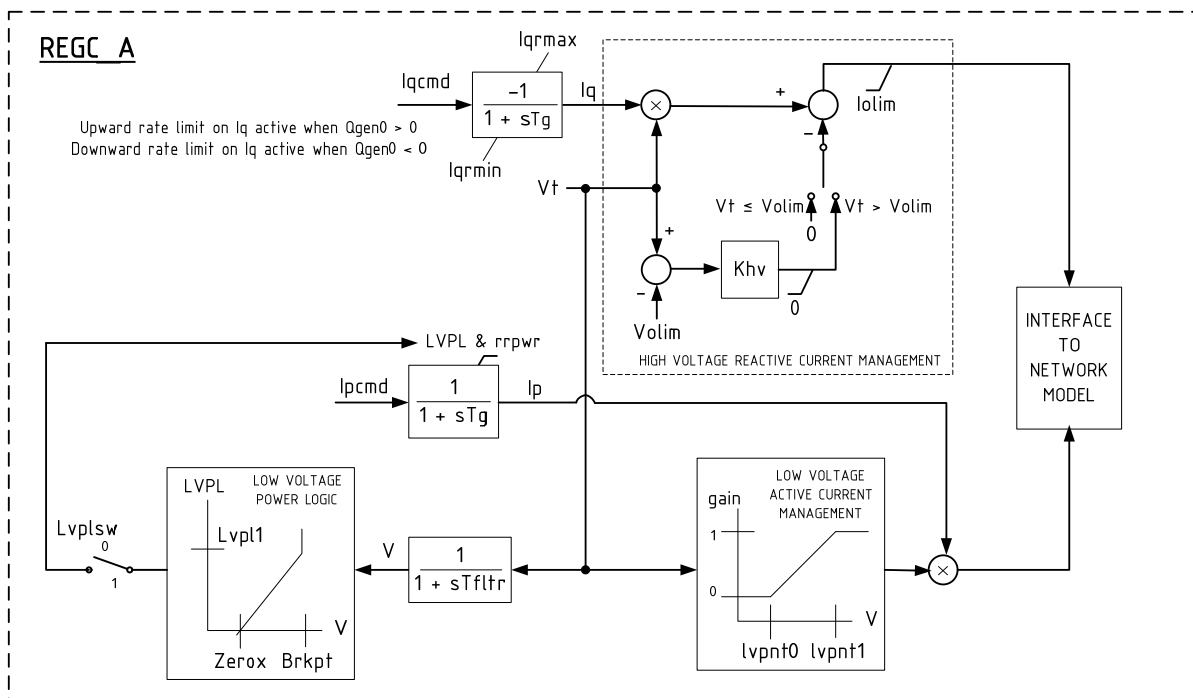 REGC_A
Iqrmax
Iqcmd
-1
1 + sTg
Iq
×
+
Iolim
-
Upward rate limit on Iq active when Qgen0 > 0
Downward rate limit on Iq active when Qgen0 < 0
Iqrmin
Vt
Vt ≤ Volim
Vt > Volim
0
+
Khv
-
0
Volim
HIGH VOLTAGE REACTIVE CURRENT MANAGEMENT
INTERFACE
TO
NETWORK
MODEL
LVPL & rrpwr
Ipcmd
1
1 + sTg
Ip
LVPL
LOW VOLTAGE
POWER LOGIC
Lvpl1
V
Zerox
Brkpt
Lvplsw
0
1
V
1
1 + sTfltr
LOW VOLTAGE
ACTIVE CURRENT
MANAGEMENT
gain
1
0
V
lvpnt0
lvpnt1
×